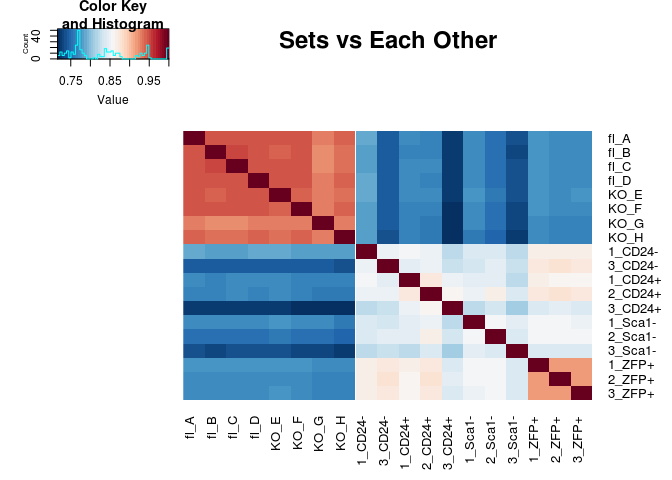 Color Key
and Histogram
Count
0
40
0.75
0.85
0.95
Value
Sets vs Each Other
fl_A
fl_B
fl_C
fl_D
KO_E
KO_F
KO_G
KO_H
1_CD24-
3_CD24-
1_CD24+
2_CD24+
3_CD24+
1_Sca1-
2_Sca1-
3_Sca1-
1_ZFP+
2_ZFP+
3_ZFP+
fl_A
fl_B
fl_C
fl_D
KO_E
KO_F
KO_G
KO_H
1_CD24-
3_CD24-
1_CD24+
2_CD24+
3_CD24+
1_Sca1-
2_Sca1-
3_Sca1-
1_ZFP+
2_ZFP+
3_ZFP+